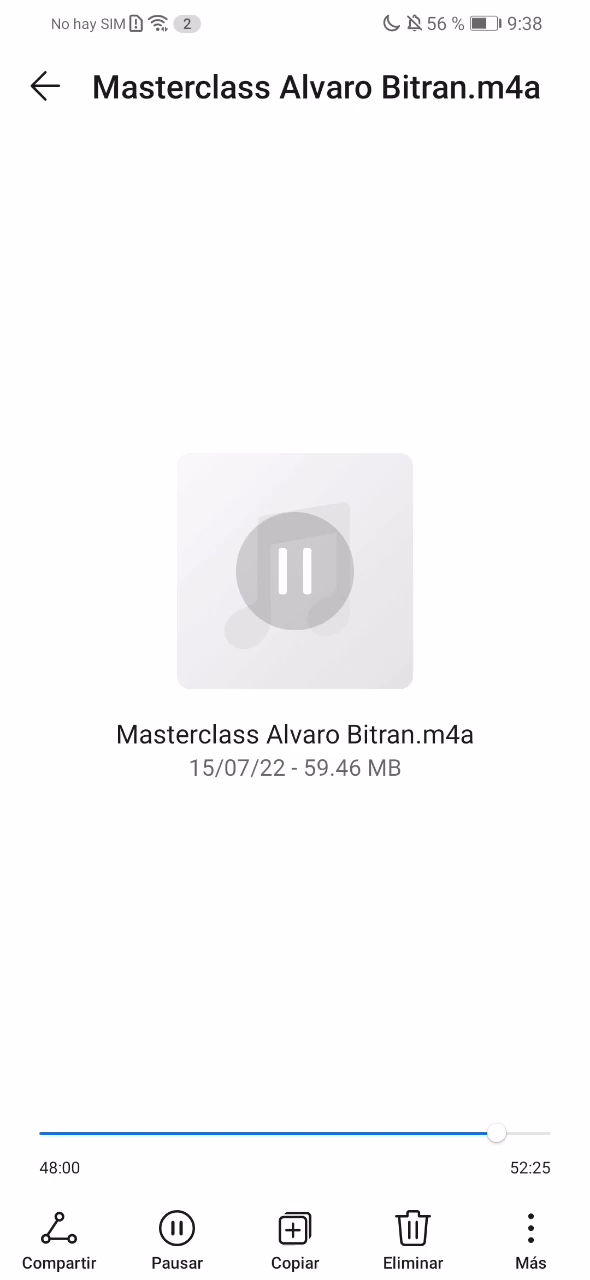 No hay SIM 2 56 % 9:38
Masterclass Alvaro Bitran.m4a
Masterclass Alvaro Bitran.m4a
15/07/22 - 59.46 MB
48:00 52:25
Compartir Pausar Copiar Eliminar Más